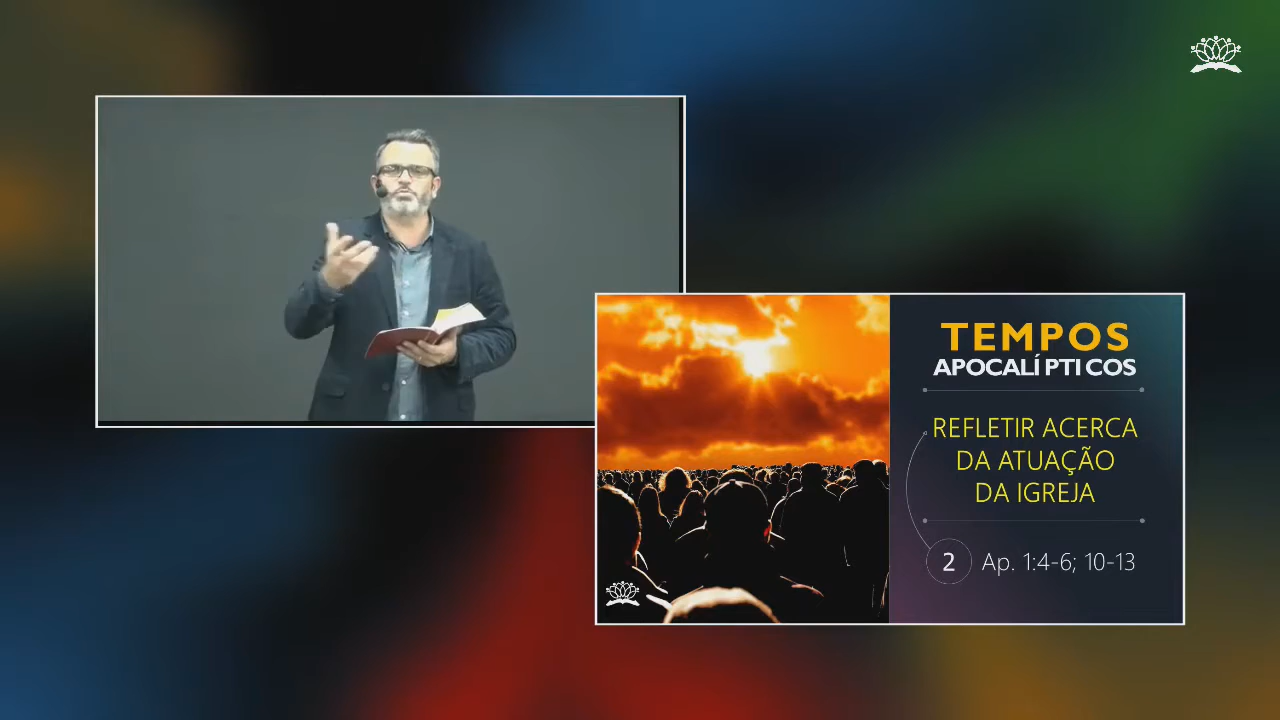 TEMPOS
APOCALÍPTICOS
REFLETIR ACERCA
DA ATUAÇÃO
DA IGREJA
2 Ap. 1:4-6; 10-13